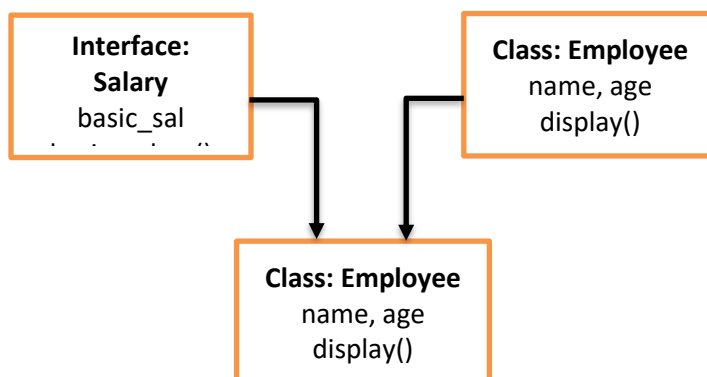 Interface:
Salary
basic_sal
Class: Employee
name, age
display()
Class: Employee
name, age
display()